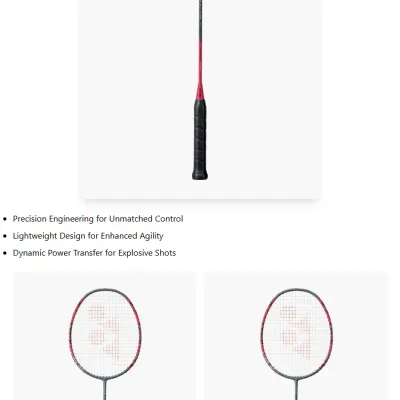 Precision Engineering for Unmatched Control
Lightweight Design for Enhanced Agility
Dynamic Power Transfer for Explosive Shots